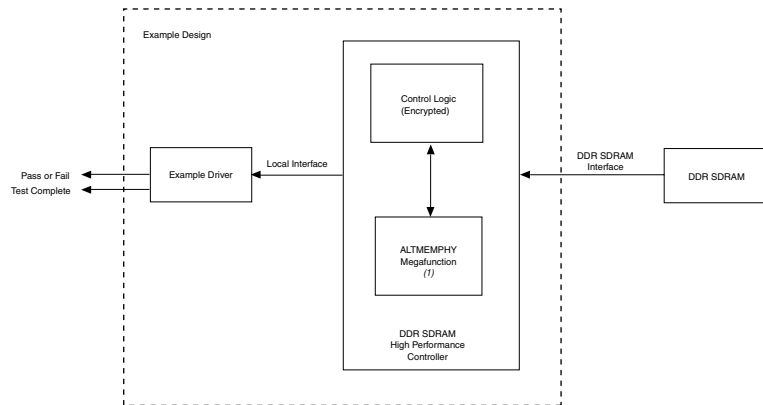 Example Design
Control Logic
(Encrypted)
Pass or Fail
Test Complete
Example Driver
Local Interface
DDR SDRAM
Interface
DDR SDRAM
ALTMEMPHY
Megafunction
(1)
DDR SDRAM
High Performance
Controller